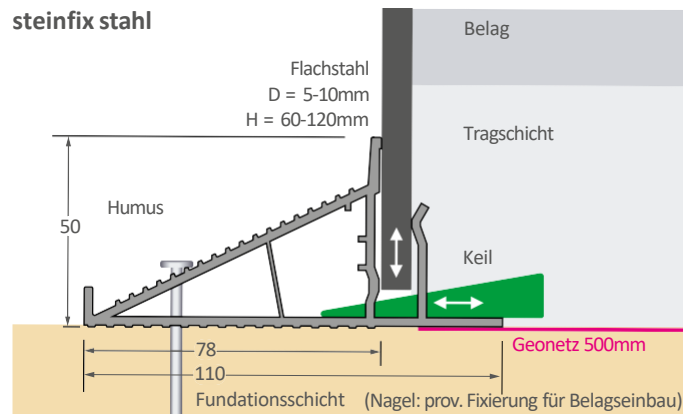 steinfix stahl
Belag
Flachstahl
D = 5-10mm
H = 60-120mm
Tragschicht
Humus
50
Keil
Geonetz 500mm
78
110
Fundationsschicht (Nagel: prov. Fixierung für Belagseinbau)